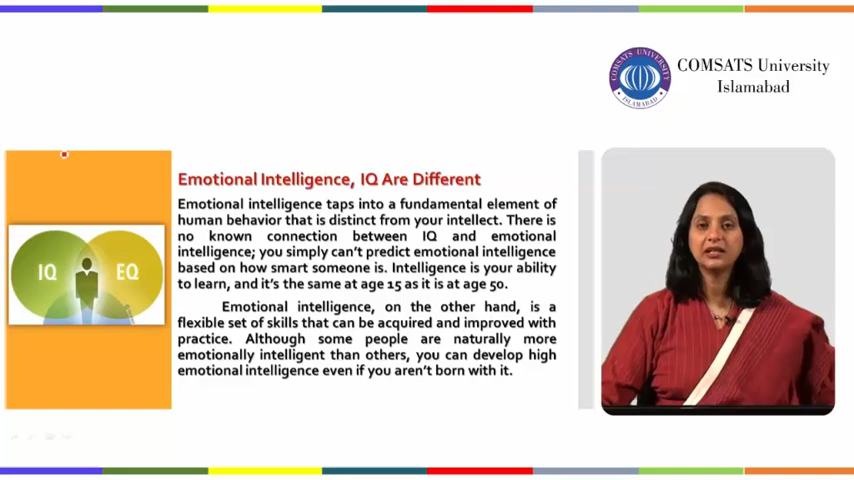 COMSATS University
Islamabad
COMSATS UNIVERSITY
ISLAMABAD
Emotional Intelligence, IQ Are Different
Emotional intelligence taps into a fundamental element of
human behavior that is distinct from your intellect. There is
no known connection between IQ and emotional
intelligence; you simply can’t predict emotional intelligence
based on how smart someone is. Intelligence is your ability
to learn, and it’s the same at age 15 as it is at age 50.
Emotional intelligence, on the other hand, is a
flexible set of skills that can be acquired and improved with
practice. Although some people are naturally more
emotionally intelligent than others, you can develop high
emotional intelligence even if you aren’t born with it.
IQ EQ